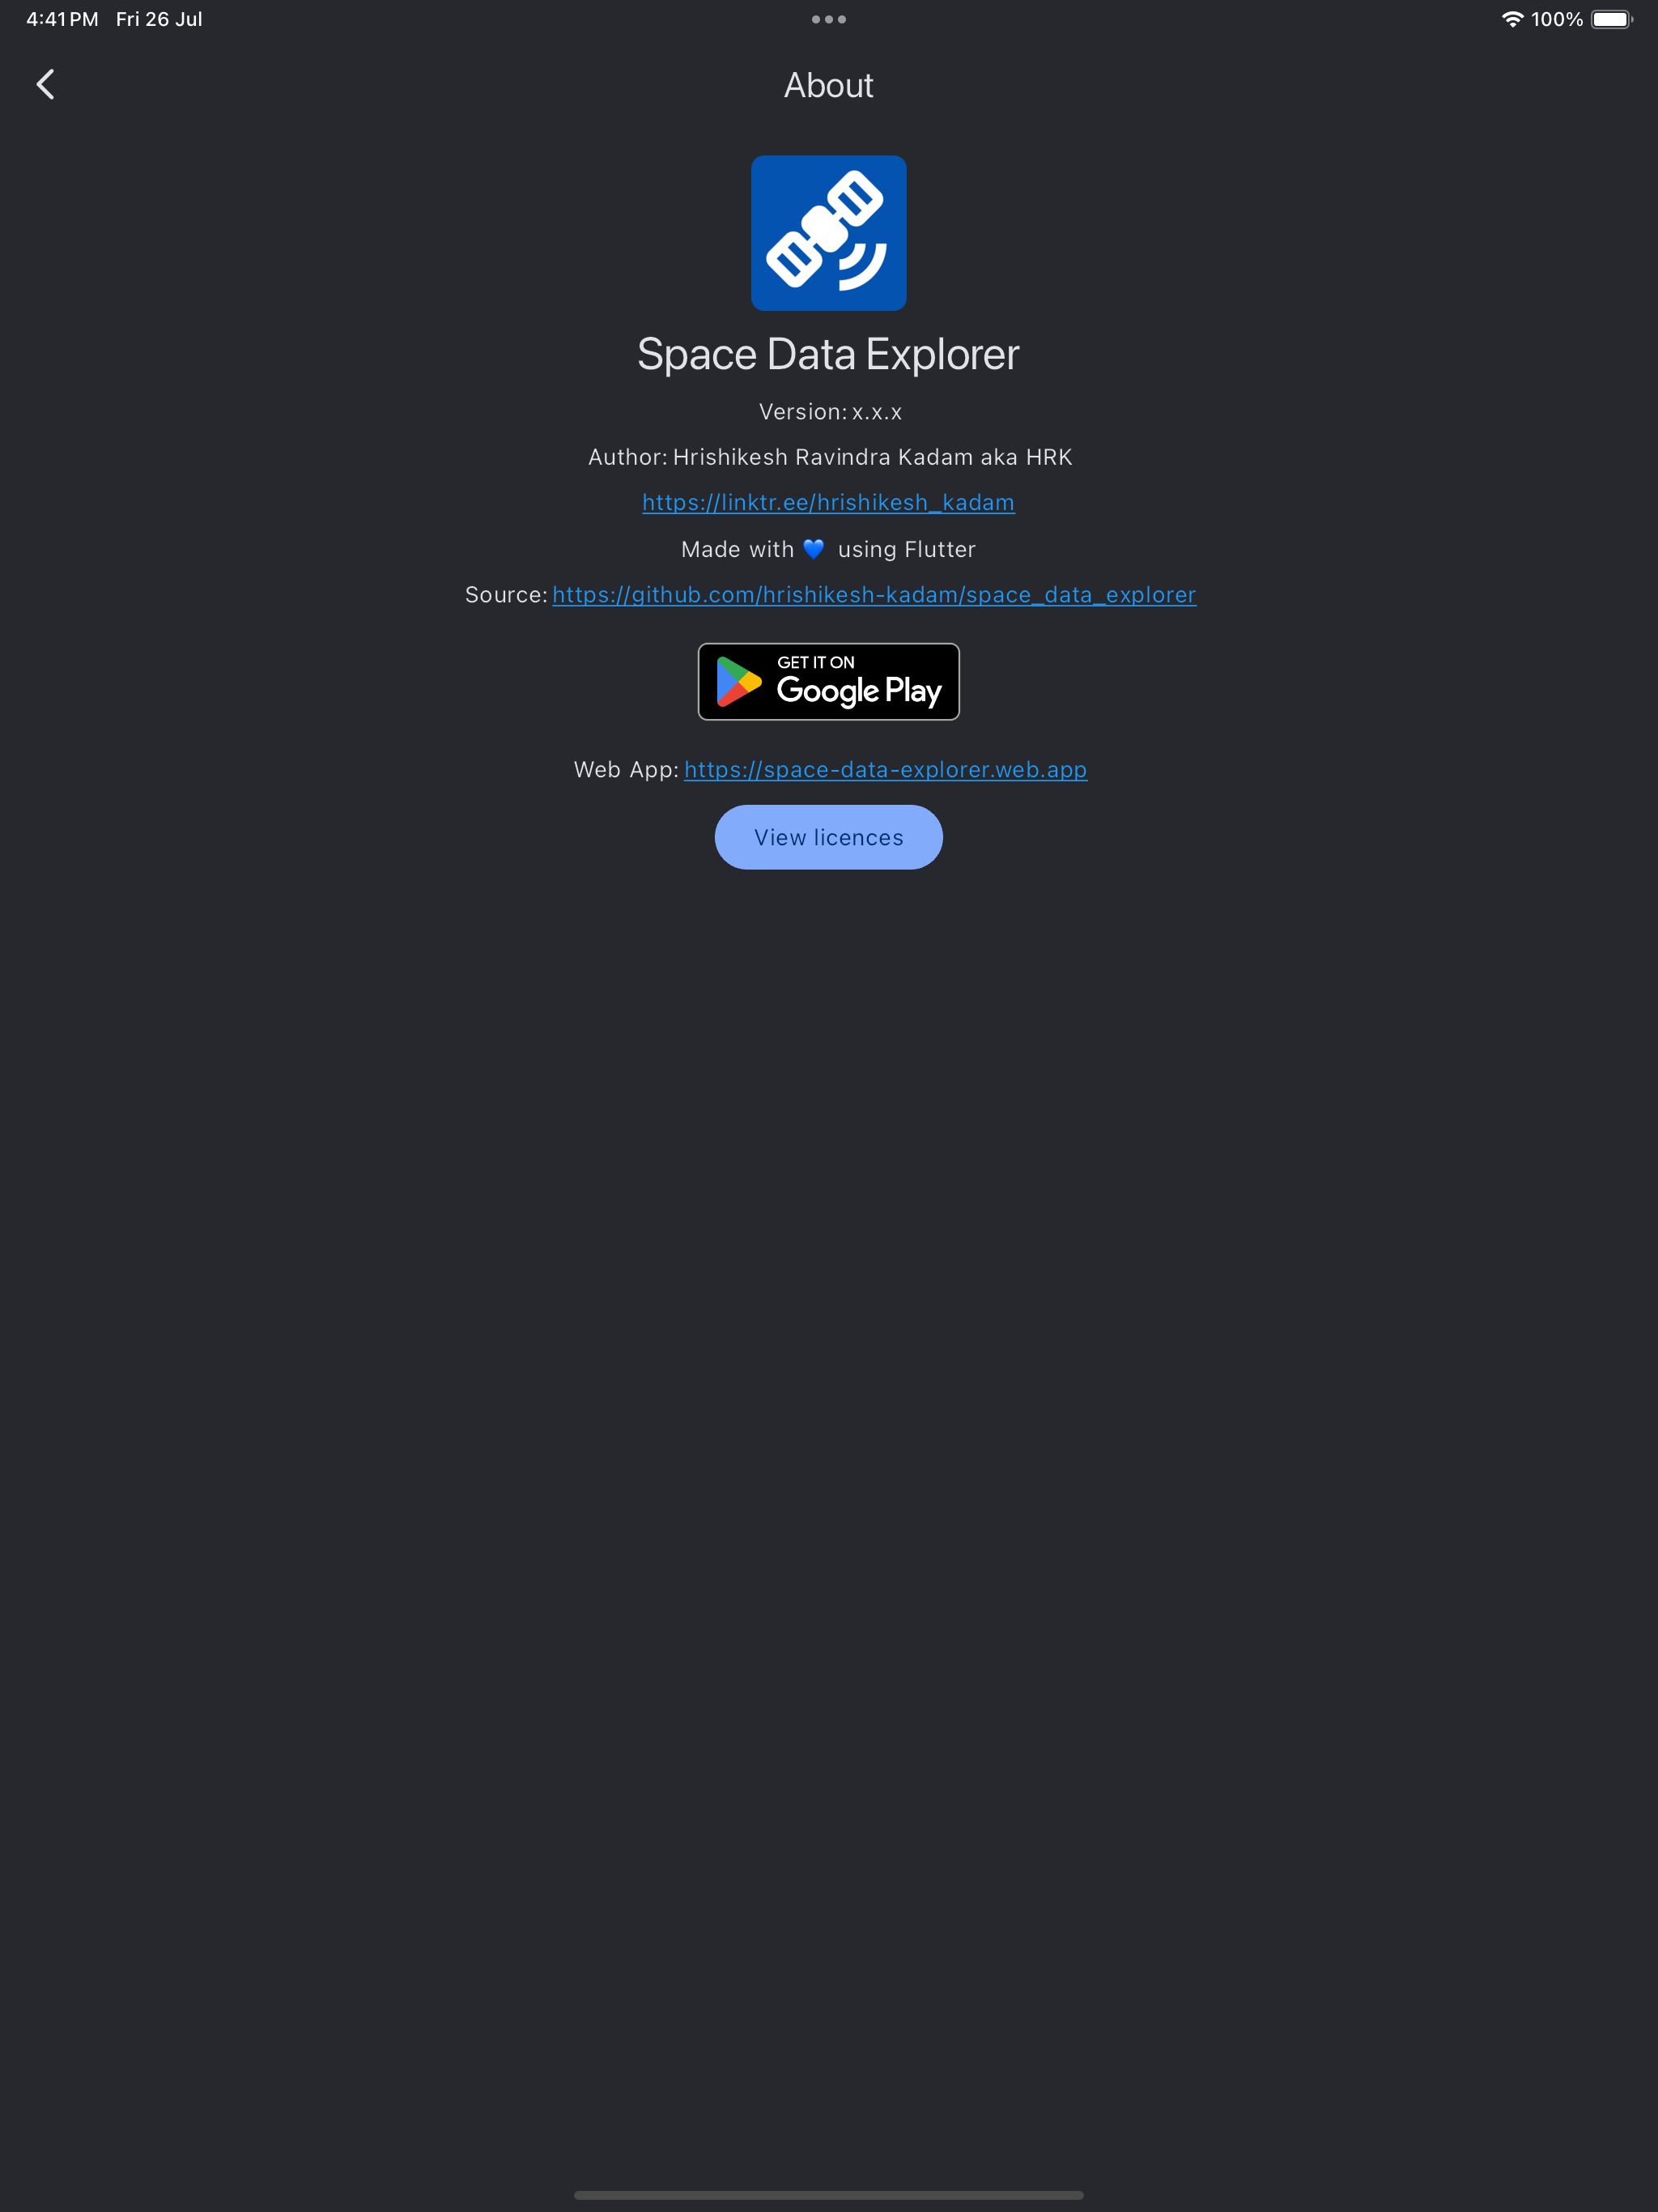 4:41 PM Fri 26 Jul 100%
About
Space Data Explorer
Version: x.x.x
Author: Hrishikesh Ravindra Kadam aka HRK
https://linktr.ee/hrishikesh_kadam
Made with 💙 using Flutter
Source: https://github.com/hrishikesh-kadam/space_data_explorer
GET IT ON
Google Play
Web App: https://space-data-explorer.web.app
View licences